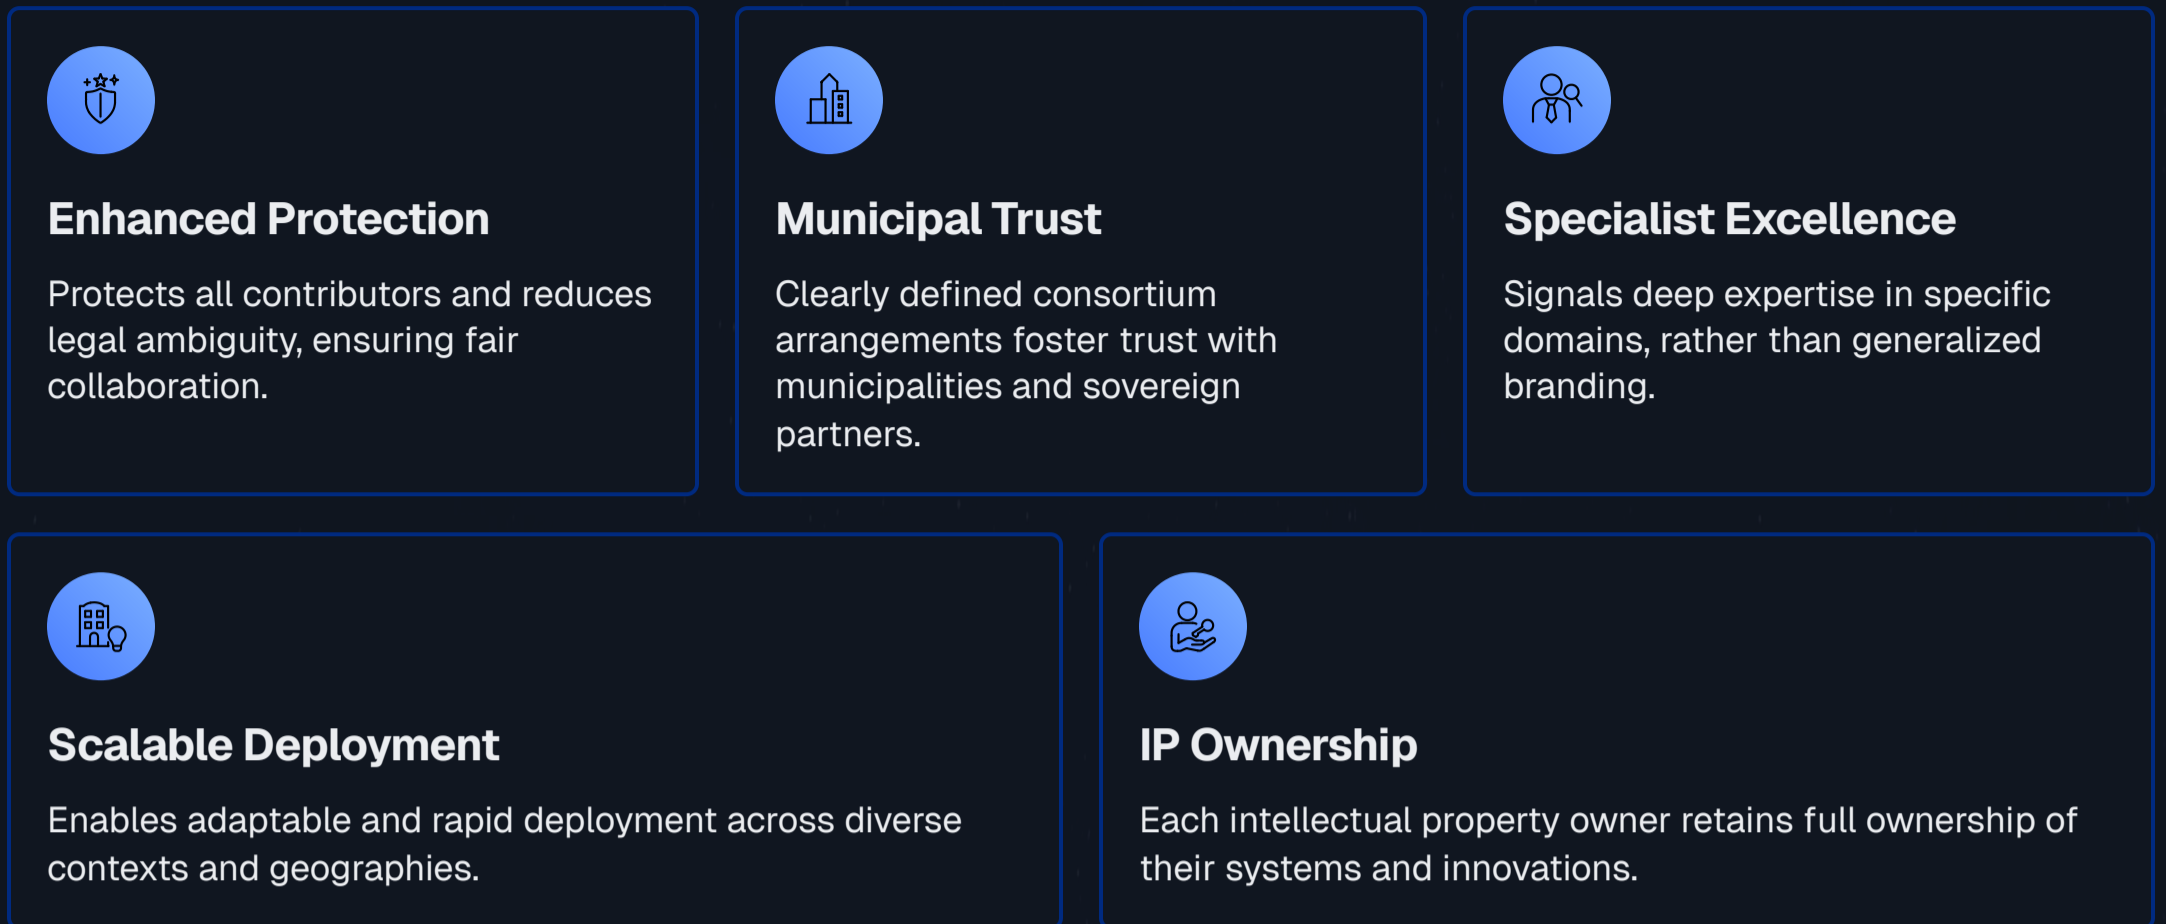 Enhanced Protection
Protects all contributors and reduces
legal ambiguity, ensuring fair
collaboration.
Municipal Trust
Clearly defined consortium
arrangements foster trust with
municipalities and sovereign
partners.
Specialist Excellence
Signals deep expertise in specific
domains, rather than generalized
branding.
Scalable Deployment
Enables adaptable and rapid deployment across diverse
contexts and geographies.
IP Ownership
Each intellectual property owner retains full ownership of
their systems and innovations.